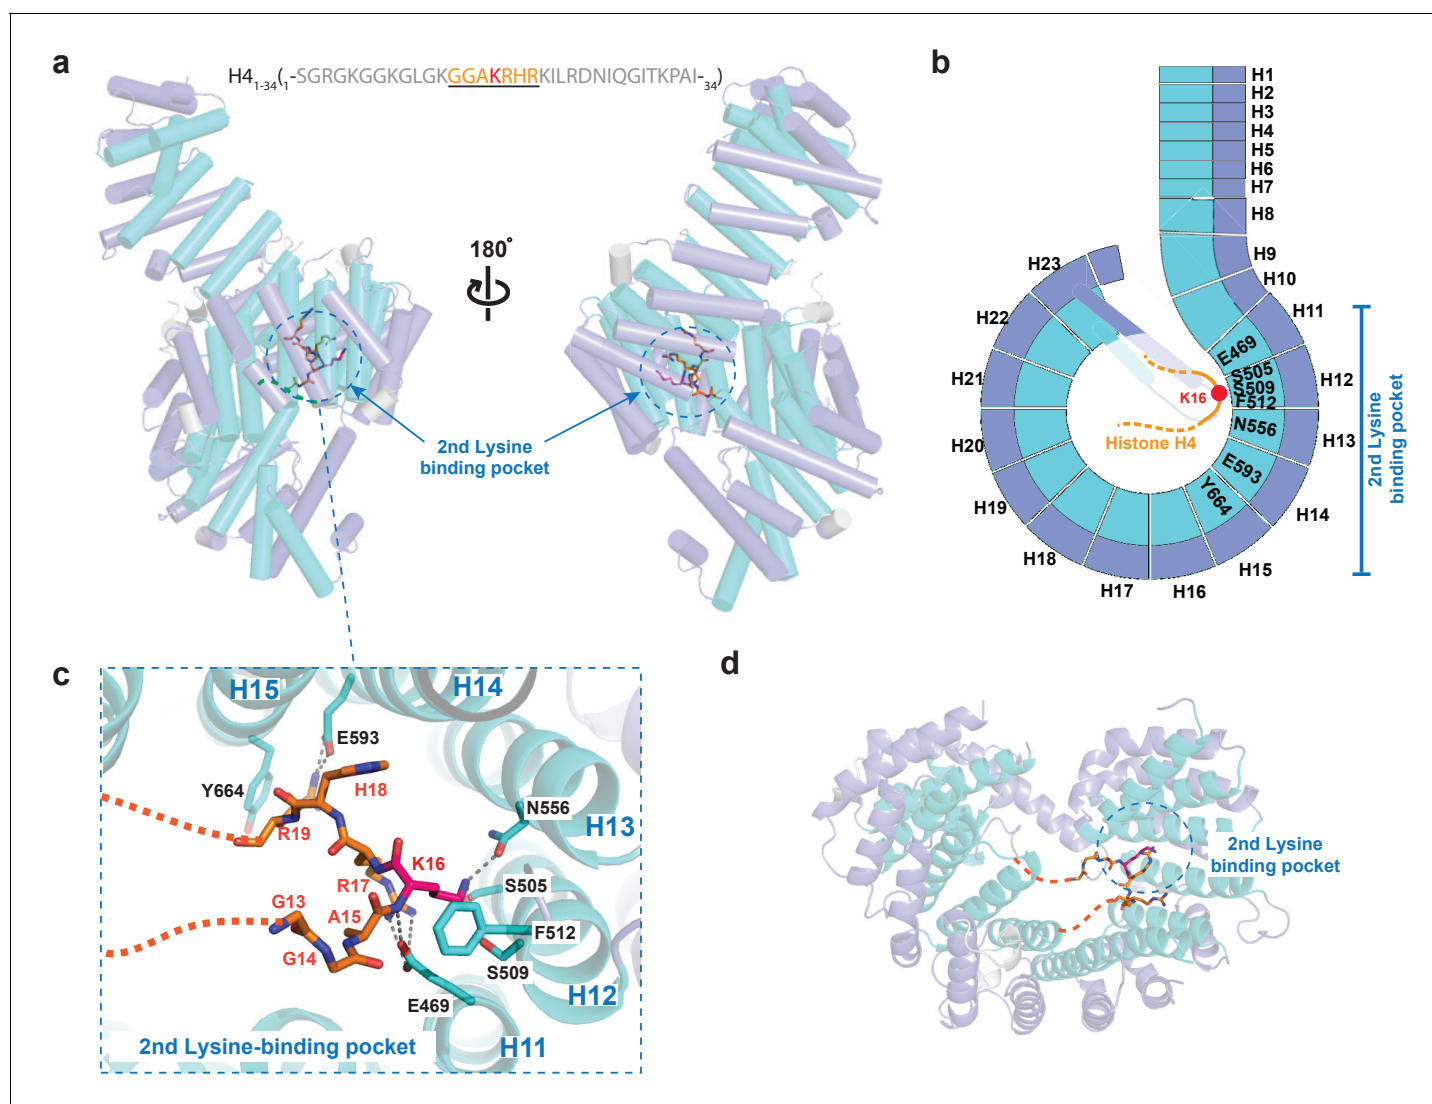 a
H4₁₋₃₄(₁-SGRGKGGKGLGKGGAKRHRKILRDNIQGITKPAI-₃₄)
180°
2nd Lysine
binding pocket
b
H1
H2
H3
H4
H5
H6
H7
H8
H9
H10
H11
H12
H13
H14
H15
H16
H17
H18
H19
H20
H21
H22
H23
E469
S505
S509
F512
N556
E593
Y664
K16
Histone H4
2nd Lysine
binding pocket
c
H15
H14
E593
Y664
H18
N556
R19
H13
K16
R17
S505
G13
A15
F512
G14
S509
E469
H12
2nd Lysine-binding pocket
H11
d
2nd Lysine
binding pocket